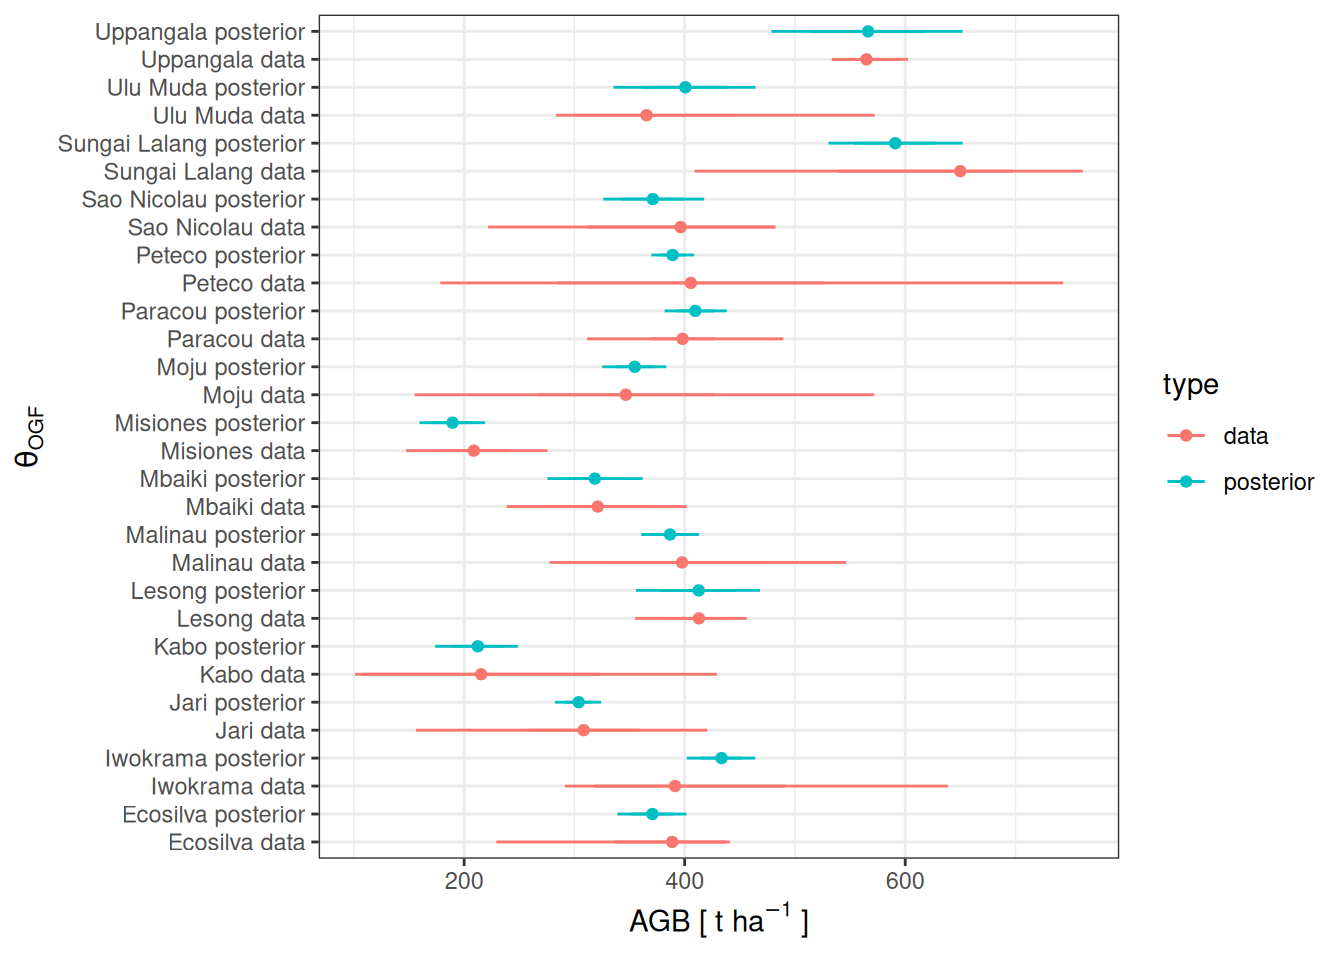 Uppangala posterior
Uppangala data
Ulu Muda posterior
Ulu Muda data
Sungai Lalang posterior
Sungai Lalang data
Sao Nicolau posterior
Sao Nicolau data
Peteco posterior
Peteco data
Paracou posterior
Paracou data
Moju posterior
Moju data
Misiones posterior
Misiones data
Mbaiki posterior
Mbaiki data
Malinau posterior
Malinau data
Lesong posterior
Lesong data
Kabo posterior
Kabo data
Jari posterior
Jari data
Iwokrama posterior
Iwokrama data
Ecosilva posterior
Ecosilva data
θOGF
200 400 600
AGB [ t ha−1 ]
type
data
posterior